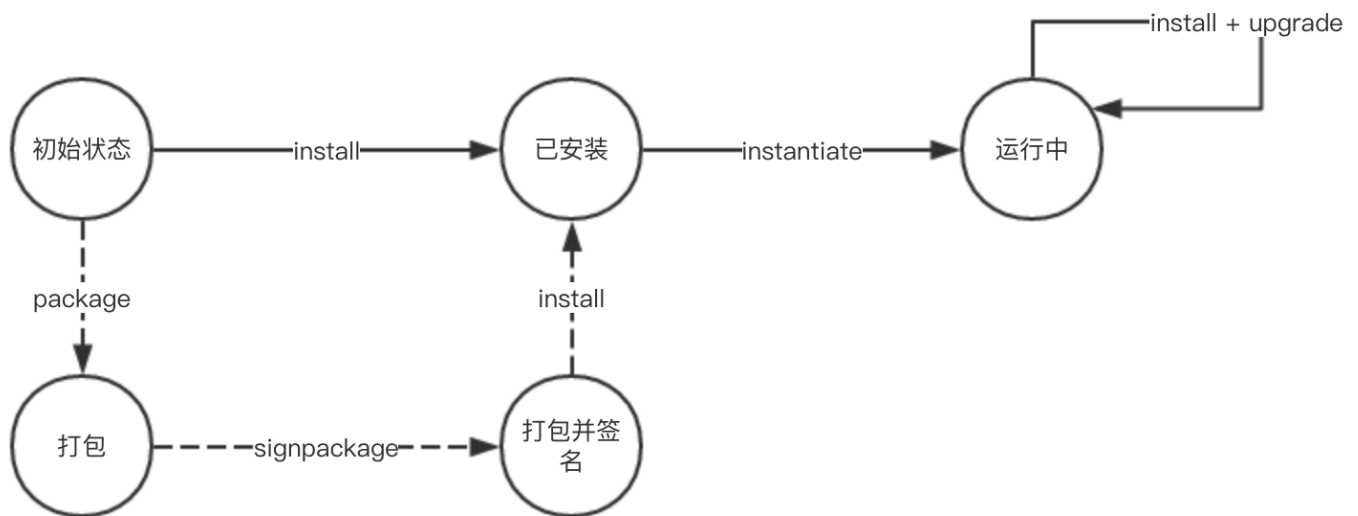 install + upgrade
初始状态
install
已安装
instantiate
运行中
package
install
打包
signpackage
打包并签
名